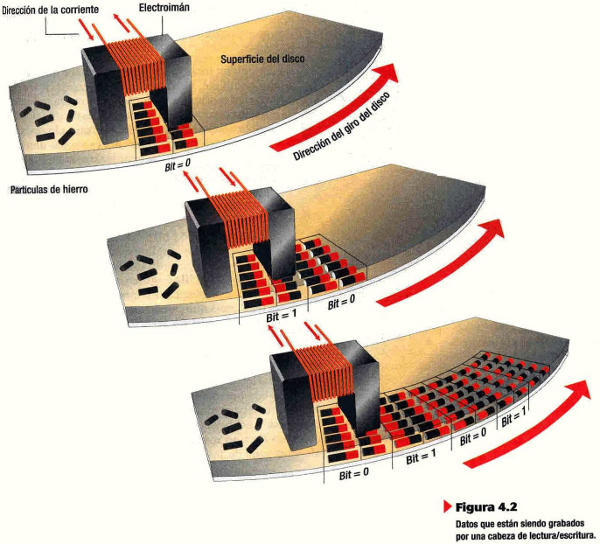 Dirección de la corriente
Electroimán
Superficie del disco
Dirección del giro del disco
Bit = 0
Partículas de hierro
Bit = 1
Bit = 0
Bit = 0
Bit = 1
Bit = 0
Bit = 1
Figura 4.2
Datos que están siendo grabados
por una cabeza de lectura/escritura.